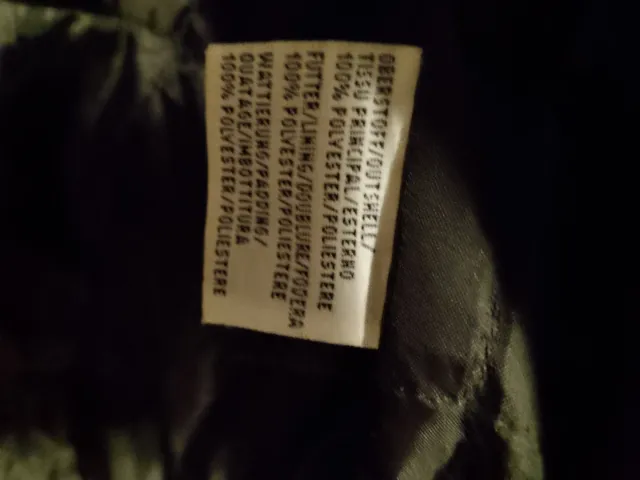 OBERSTOFF/OUTSHELL/
TISSU PRINCIPAL/ESTERNO
100% POLYESTER/POLIESTERE
FUTTER/LINING/DOUBLURE/FODERA
100% POLYESTER/POLIESTERE
WATTIERUNG/PADDING/
OUATAGE/IMBOTTITURA
100% POLYESTER/POLIESTERE